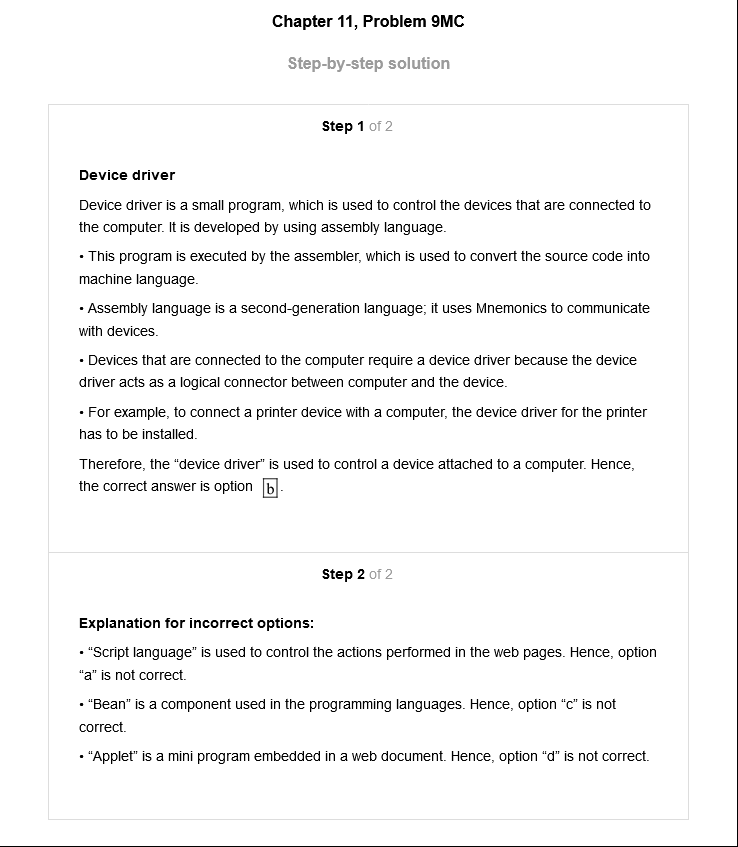 Chapter 11, Problem 9MC
Step-by-step solution
Step 1 of 2
Device driver
Device driver is a small program, which is used to control the devices that are connected to
the computer. It is developed by using assembly language.
• This program is executed by the assembler, which is used to convert the source code into
machine language.
• Assembly language is a second-generation language; it uses Mnemonics to communicate
with devices.
• Devices that are connected to the computer require a device driver because the device
driver acts as a logical connector between computer and the device.
• For example, to connect a printer device with a computer, the device driver for the printer
has to be installed.
Therefore, the “device driver” is used to control a device attached to a computer. Hence,
the correct answer is option b.
Step 2 of 2
Explanation for incorrect options:
• “Script language” is used to control the actions performed in the web pages. Hence, option
“a” is not correct.
• “Bean” is a component used in the programming languages. Hence, option “c” is not
correct.
• “Applet” is a mini program embedded in a web document. Hence, option “d” is not correct.